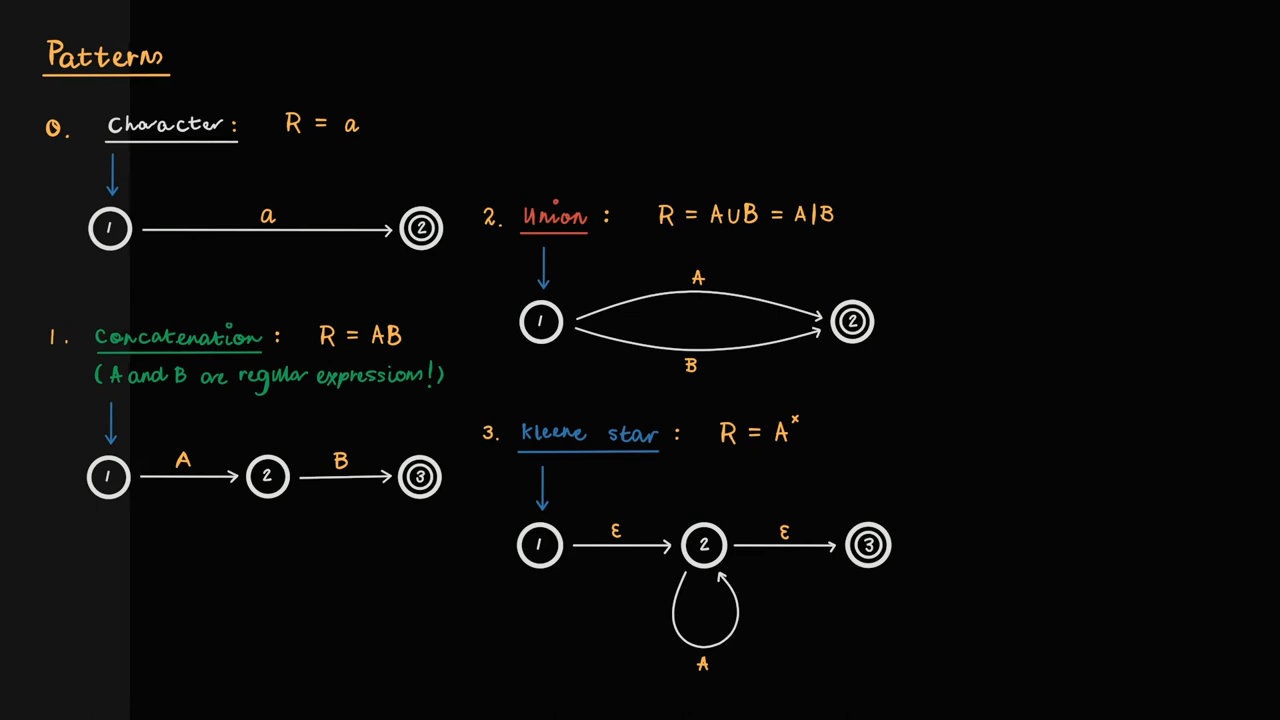 Patterns
0. Character: R = a
a
1 2
1. Concatenation: R = AB
(A and B are regular expression!)
A B
1 2 3
2. Union: R = A∪B = A|B
A
1 2
B
3. Kleene star: R = A*
ε ε
1 2 3
A